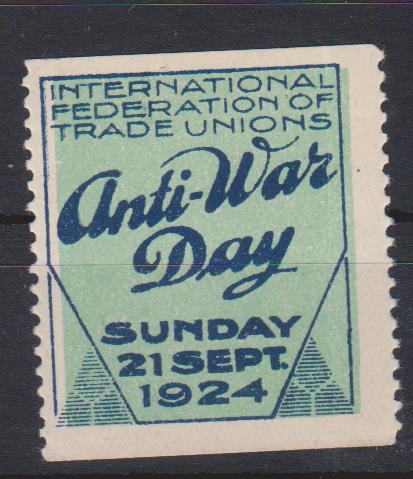 INTERNATIONAL
FEDERATION OF
TRADE UNIONS
Anti-War
Day
SUNDAY
21 SEPT.
1924